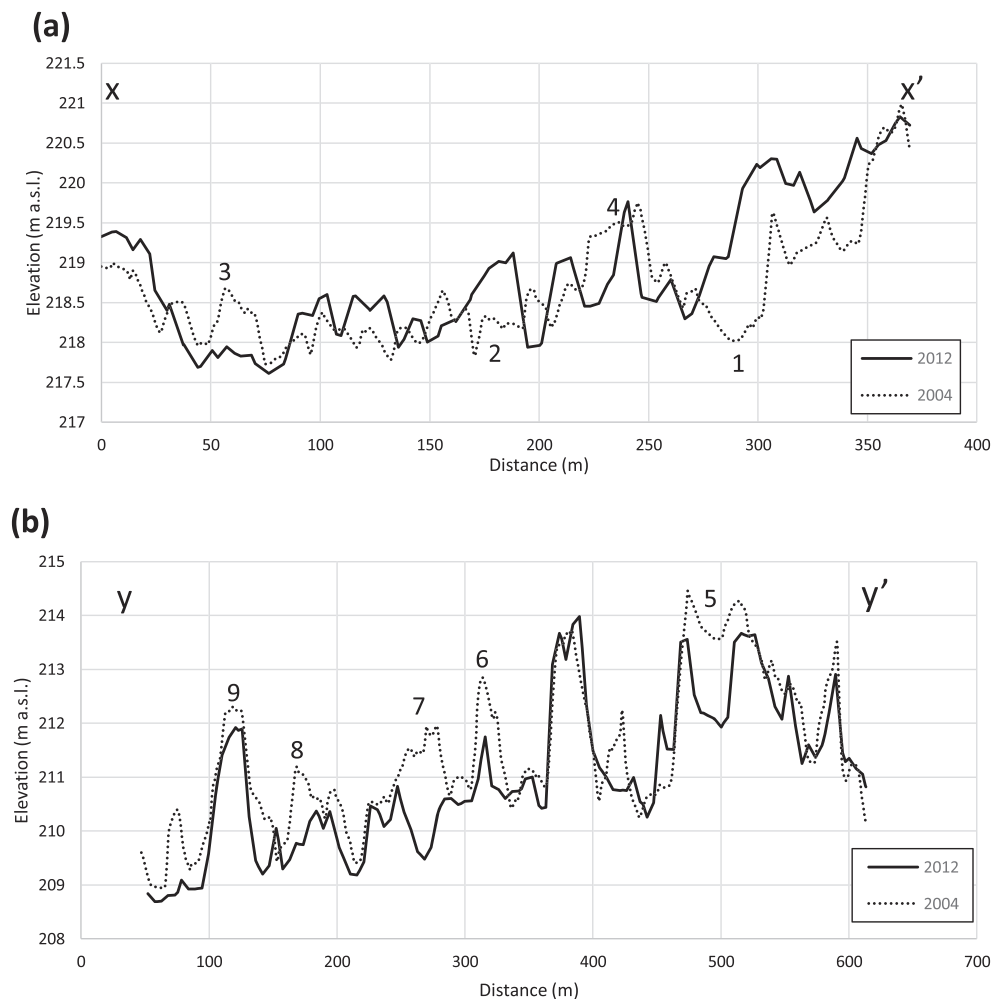 (a)
221.5
221
220.5
220
219.5
219
218.5
218
217.5
217
Elevation (m a.s.l.)
x
x’
3
4
2
1
2012
2004
0 50 100 150 200 250 300 350 400
Distance (m)
(b)
215
214
213
212
211
210
209
208
Elevation (m a.s.l.)
y
y’
5
6
9
7
8
2012
2004
0 100 200 300 400 500 600 700
Distance (m)